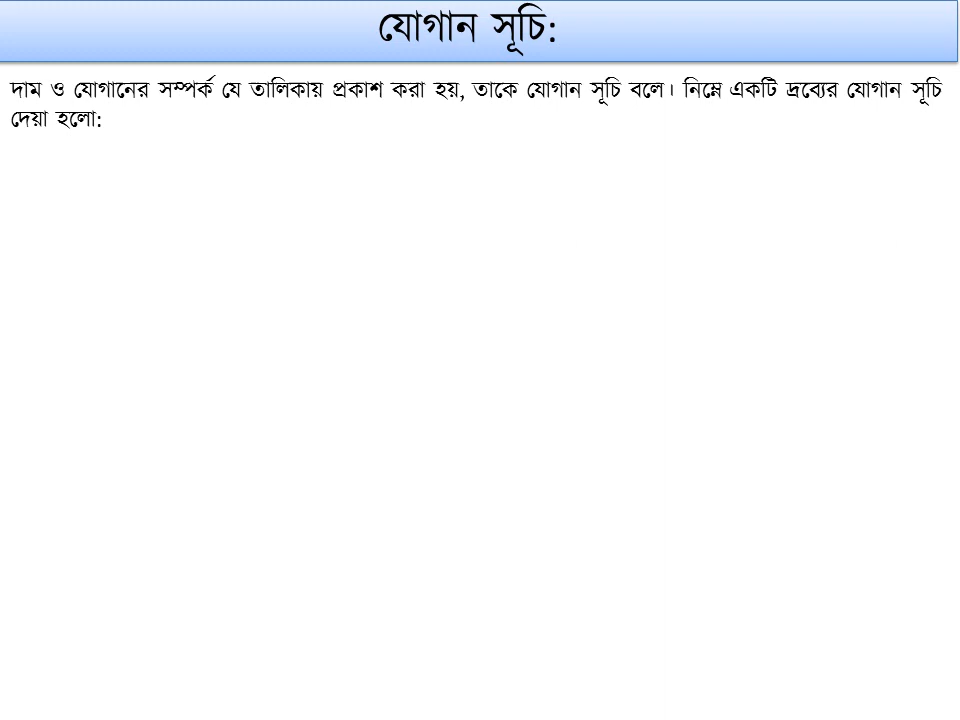 যোগান সূচি:
দাম ও যোগানের সম্পর্ক যে তালিকায় প্রকাশ করা হয়, তাকে যোগান সূচি বলে। নিম্নে একটি দ্রব্যের যোগান সূচি
দেয়া হলো: